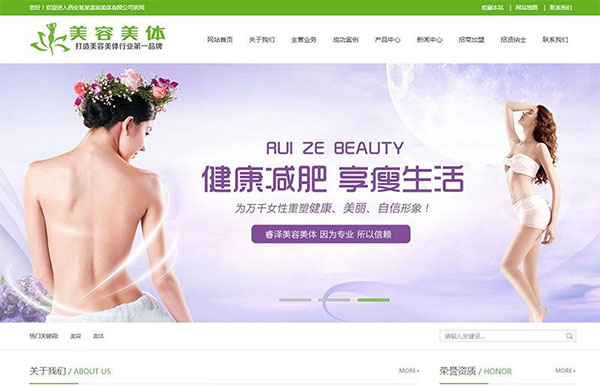 您好！欢迎进入西安某某美容美体有限公司官网
收藏本站 | 网站地图 | 联系我们
美容美体
打造美容美体行业第一品牌
网站首页 关于我们 主营业务 成功案例 产品中心 新闻中心 招商加盟 招贤纳士 联系我们
RUI ZE BEAUTY
健康减肥 享瘦生活
为万千女性重塑健康、美丽、自信形象！
睿泽美容美体 因为专业 所以信赖
热门关键词: 美容 美体
请输入关键词...
关于我们 / ABOUT US MORE+
荣誉资质 / HONOR MORE+